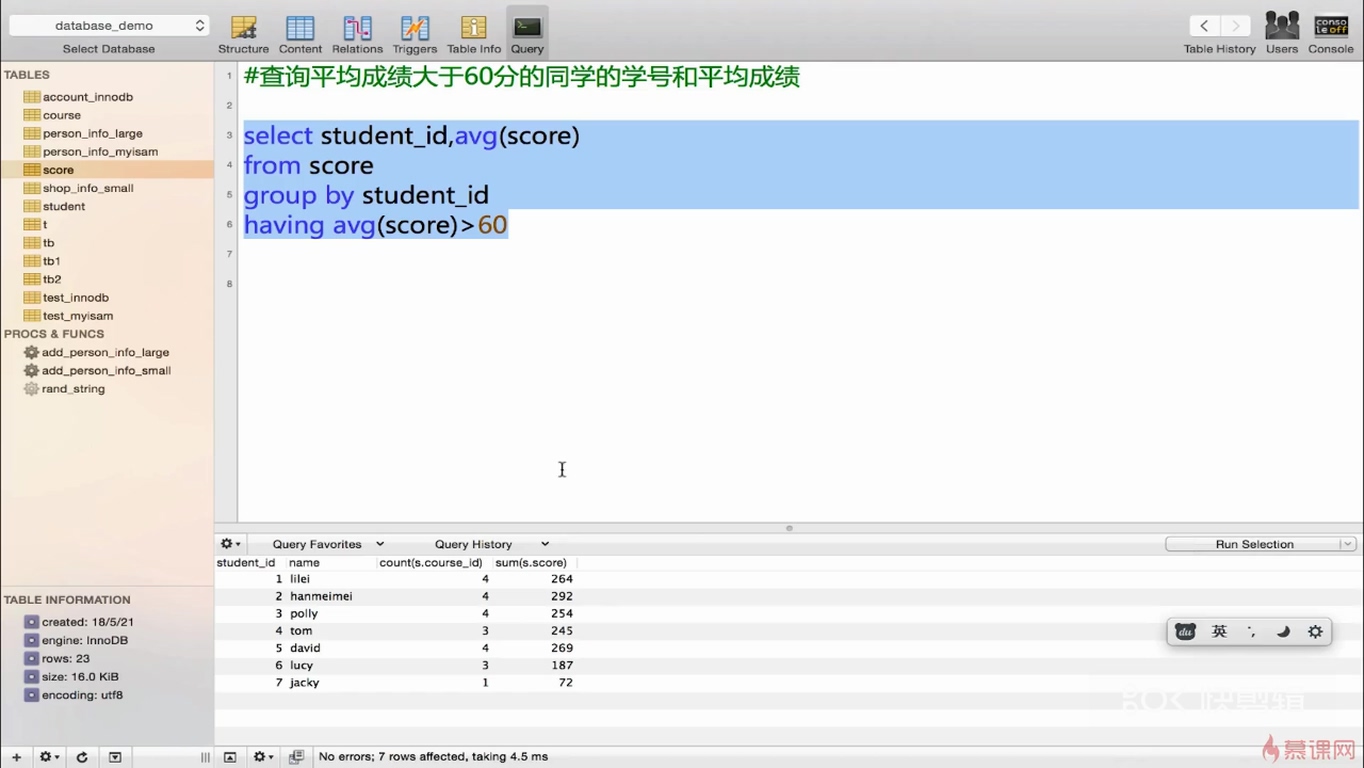 database_demo
Select Database
Structure Content Relations Triggers Table Info Query
Table History Users Console
conso
leoff
TABLES
account_innodb
course
person_info_large
person_info_myisam
score
shop_info_small
student
t
tb
tb1
tb2
test_innodb
test_myisam
PROCS & FUNCS
add_person_info_large
add_person_info_small
rand_string
TABLE INFORMATION
created: 18/5/21
engine: InnoDB
rows: 23
size: 16.0 KiB
encoding: utf8
1 #查询平均成绩大于60分的同学的学号和平均成绩
2
3 select student_id,avg(score)
4 from score
5 group by student_id
6 having avg(score)>60
7
8
Query Favorites Query History Run Selection
student_id name count(s.course_id) sum(s.score)
1 lilei 4 264
2 hanmeimei 4 292
3 polly 4 254
4 tom 3 245
5 david 4 269
6 lucy 3 187
7 jacky 1 72
du 英
No errors; 7 rows affected, taking 4.5 ms
慕课网